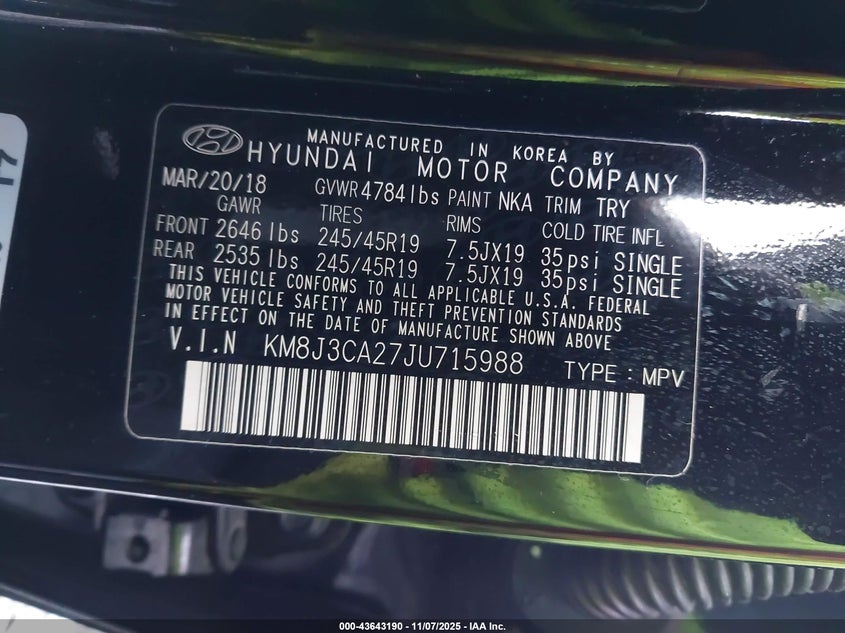 MANUFACTURED IN KOREA BY
HYUNDAI MOTOR COMPANY
MAR/20/18 GVWR 4784 lbs PAINT NKA TRIM TRY
GAWR TIRES RIMS COLD TIRE INFL
FRONT 2646 lbs 245/45R19 7.5JX19 35psi SINGLE
REAR 2535 lbs 245/45R19 7.5JX19 35psi SINGLE
THIS VEHICLE CONFORMS TO ALL APPLICABLE U.S.A. FEDERAL
MOTOR VEHICLE SAFETY AND THEFT PREVENTION STANDARDS
IN EFFECT ON THE DATE OF MANUFACTURE SHOWN ABOVE
V.I.N KM8J3CA27JU715988 TYPE : MPV
000-43643190 - 11/07/2025 - IAA Inc.